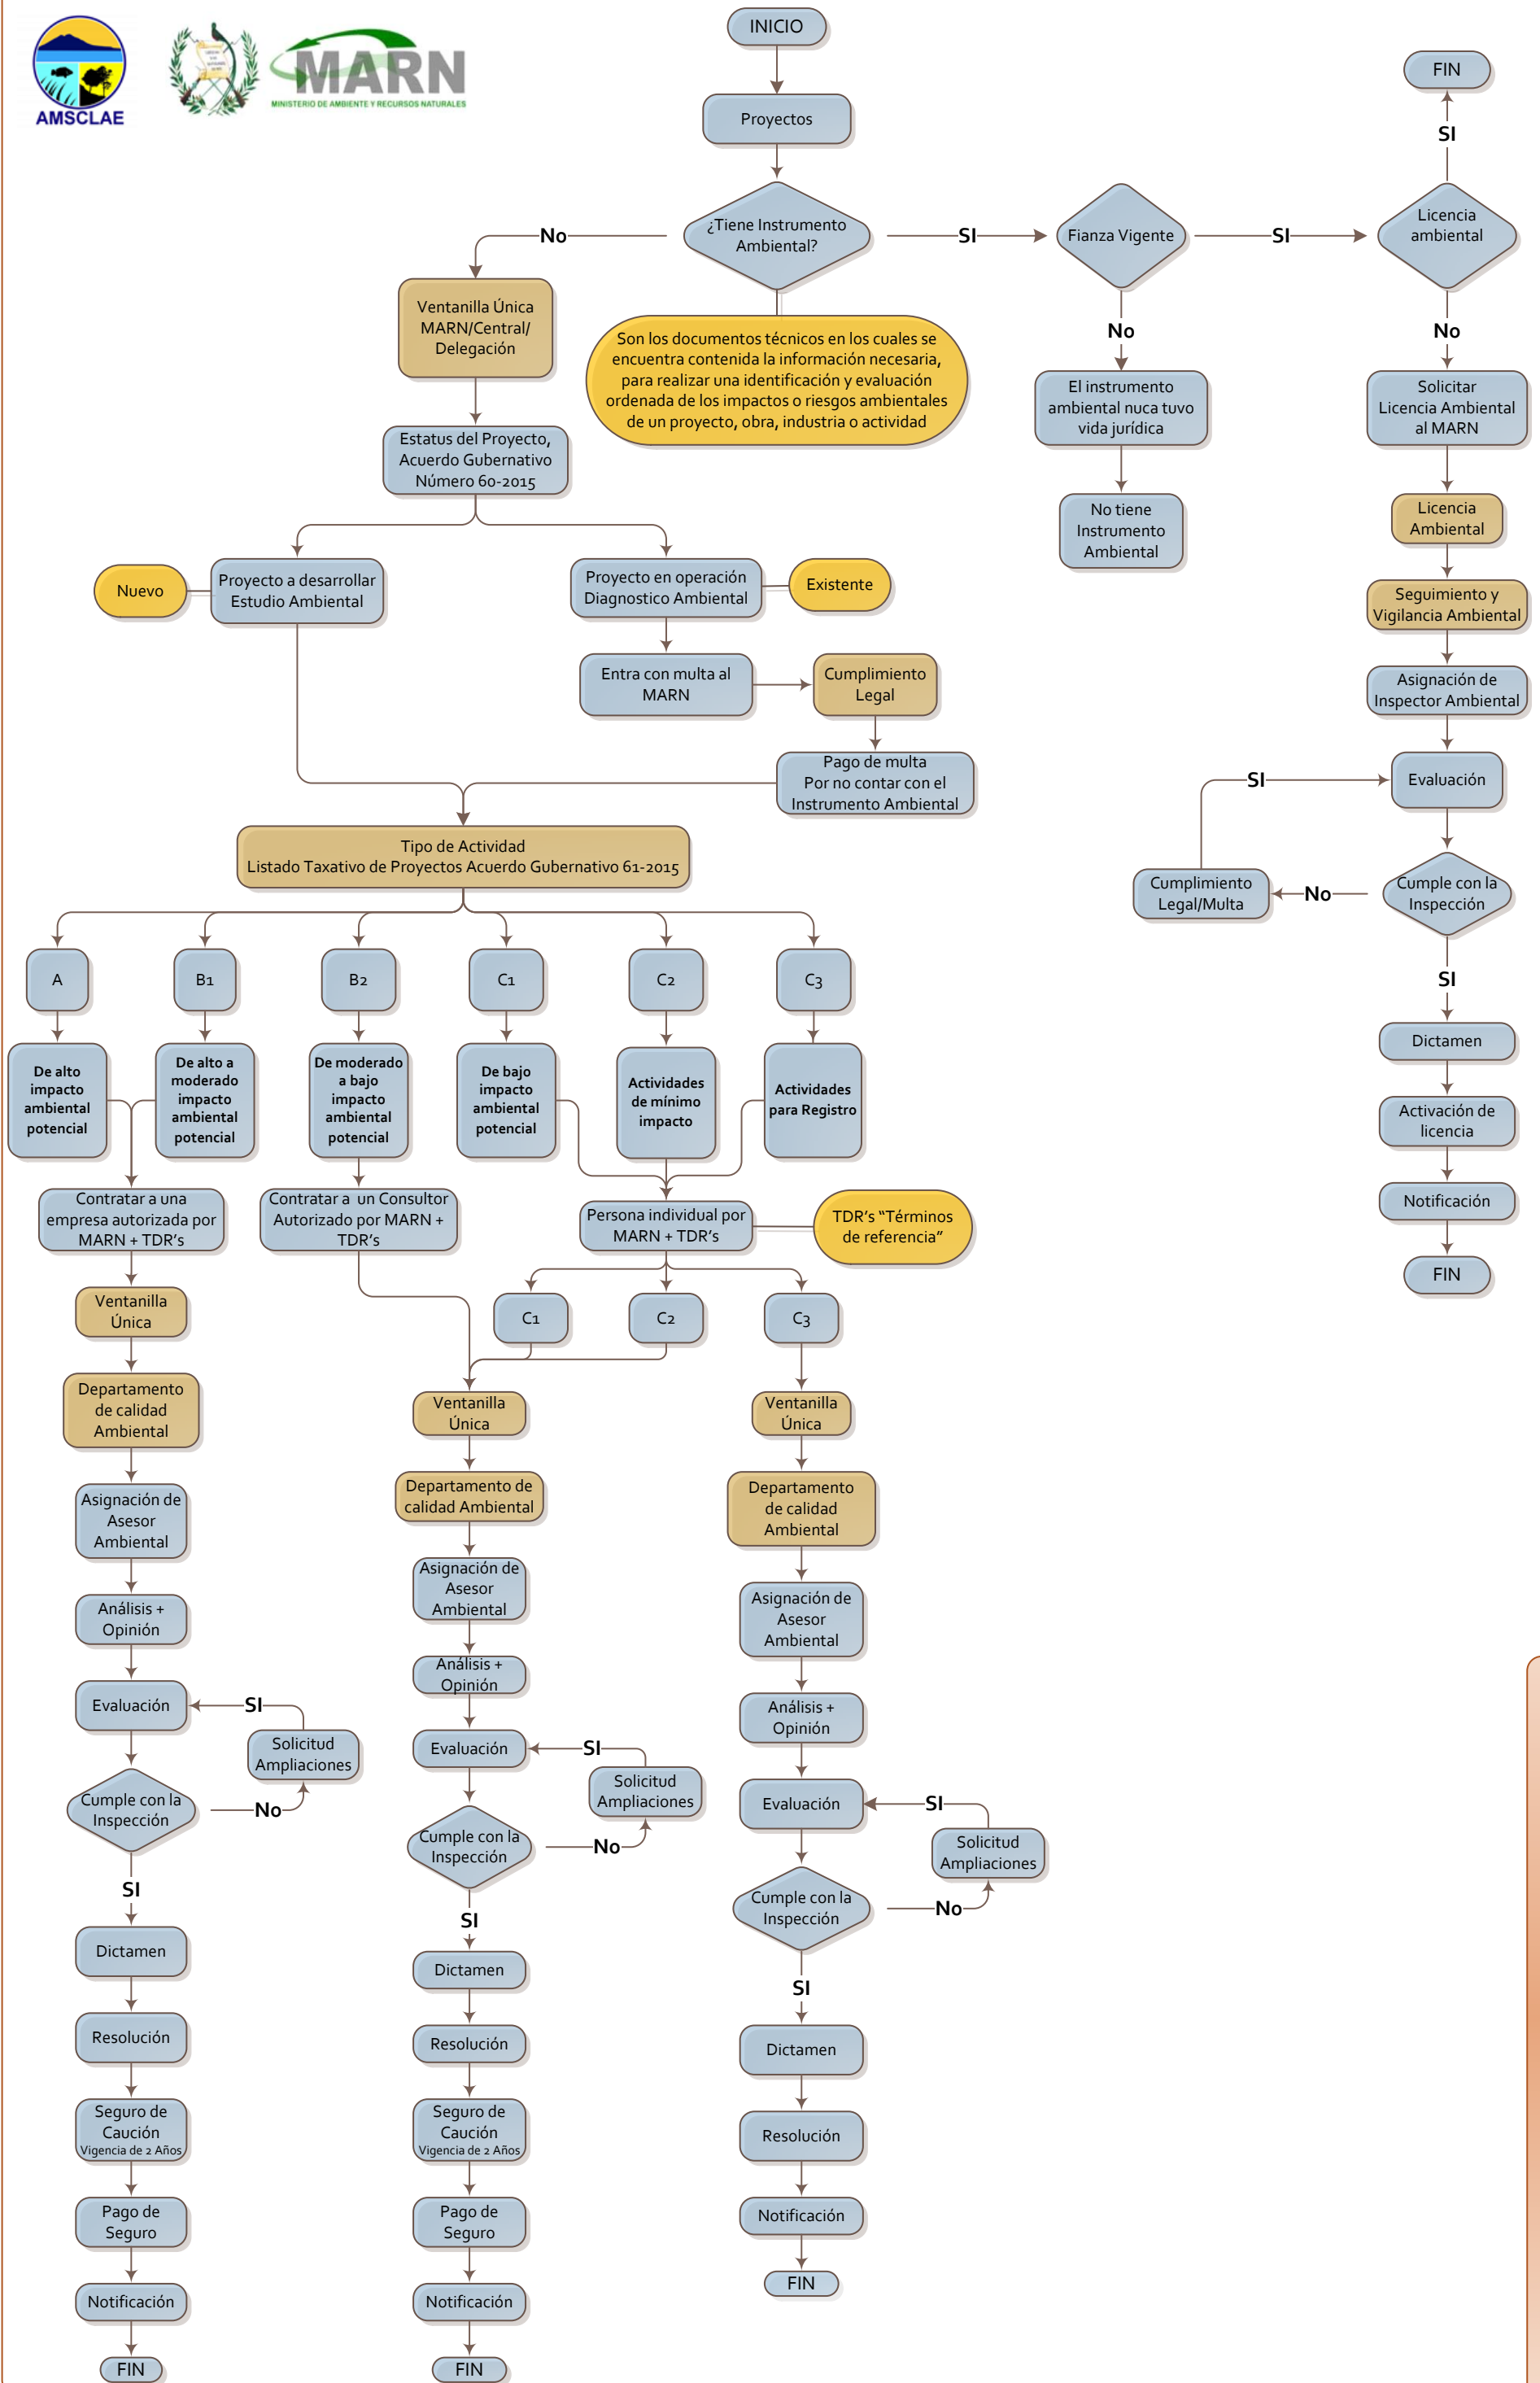 AMSCLAE
MARN
MINISTERIO DE AMBIENTE Y RECURSOS NATURALES
INICIO
Proyectos
¿Tiene Instrumento
Ambiental?
No
SI
Fianza Vigente
SI
Licencia
ambiental
SI
FIN
Ventanilla Única
MARN/Central/
Delegación
Son los documentos técnicos en los cuales se
encuentra contenida la información necesaria,
para realizar una identificación y evaluación
ordenada de los impactos o riesgos ambientales
de un proyecto, obra, industria o actividad
No
El instrumento
ambiental nuca tuvo
vida jurídica
No tiene
Instrumento
Ambiental
No
Solicitar
Licencia Ambiental
al MARN
Licencia
Ambiental
Seguimiento y
Vigilancia Ambiental
Asignación de
Inspector Ambiental
Evaluación
SI
Cumplimiento
Legal/Multa
No
Cumple con la
Inspección
SI
Dictamen
Activación de
licencia
Notificación
FIN
Estatus del Proyecto,
Acuerdo Gubernativo
Número 60-2015
Nuevo
Proyecto a desarrollar
Estudio Ambiental
Proyecto en operación
Diagnostico Ambiental
Existente
Entra con multa al
MARN
Cumplimiento
Legal
Pago de multa
Por no contar con el
Instrumento Ambiental
Tipo de Actividad
Listado Taxativo de Proyectos Acuerdo Gubernativo 61-2015
A
B1
B2
C1
C2
C3
De alto
impacto
ambiental
potencial
De alto a
moderado
impacto
ambiental
potencial
De moderado
a bajo
impacto
ambiental
potencial
De bajo
impacto
ambiental
potencial
Actividades
de mínimo
impacto
Actividades
para Registro
Contratar a una
empresa autorizada por
MARN + TDR's
Contratar a un Consultor
Autorizado por MARN +
TDR's
Persona individual por
MARN + TDR's
TDR's “Términos
de referencia”
C1
C2
C3
Ventanilla
Única
Departamento
de calidad
Ambiental
Asignación de
Asesor
Ambiental
Análisis +
Opinión
Evaluación
SI
Solicitud
Ampliaciones
Cumple con la
Inspección
No
SI
Dictamen
Resolución
Seguro de
Caución
Vigencia de 2 Años
Pago de
Seguro
Notificación
FIN
Ventanilla
Única
Departamento de
calidad Ambiental
Asignación de
Asesor
Ambiental
Análisis +
Opinión
Evaluación
SI
Solicitud
Ampliaciones
Cumple con la
Inspección
No
SI
Dictamen
Resolución
Seguro de
Caución
Vigencia de 2 Años
Pago de
Seguro
Notificación
FIN
Ventanilla
Única
Departamento
de calidad
Ambiental
Asignación de
Asesor
Ambiental
Análisis +
Opinión
Evaluación
SI
Solicitud
Ampliaciones
Cumple con la
Inspección
No
SI
Dictamen
Resolución
Notificación
FIN